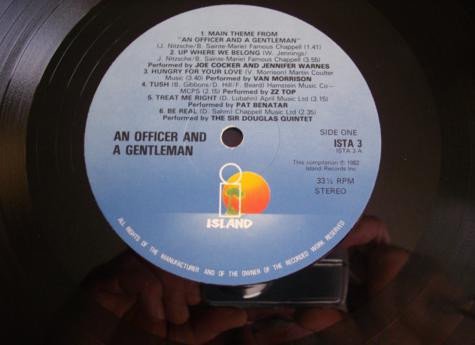 1. MAIN THEME FROM
"AN OFFICER AND A GENTLEMAN"
(J. Nitzsche/B. Sainte-Marie) Famous Chappell (1.41)
2. UP WHERE WE BELONG (W. Jennings/
J. Nitzsche/B. Sainte-Marie) Famous Chappell (3.55)
Performed by JOE COCKER AND JENNIFER WARNES
3. HUNGRY FOR YOUR LOVE (V. Morrison) Martin Coulter
Music (3.40) Performed by VAN MORRISON
4. TUSH (B. Gibbons/D. Hill/F. Beard) Hamstein Music Co—
MCPS (2.15) Performed by ZZ TOP
5. TREAT ME RIGHT (D. Lubahn) April Music Ltd (3.15)
Performed by PAT BENATAR
6. BE REAL (D. Sahm) Chappell Music Ltd (2.35)
Performed by THE SIR DOUGLAS QUINTET
AN OFFICER AND
A GENTLEMAN
SIDE ONE
ISTA 3
ISTA 3-A
This compilation ℗ 1982
Island Records Inc
33⅓ RPM
STEREO
ISLAND
ALL RIGHTS OF THE MANUFACTURER AND OF THE OWNER OF THE RECORDED WORK RESERVED